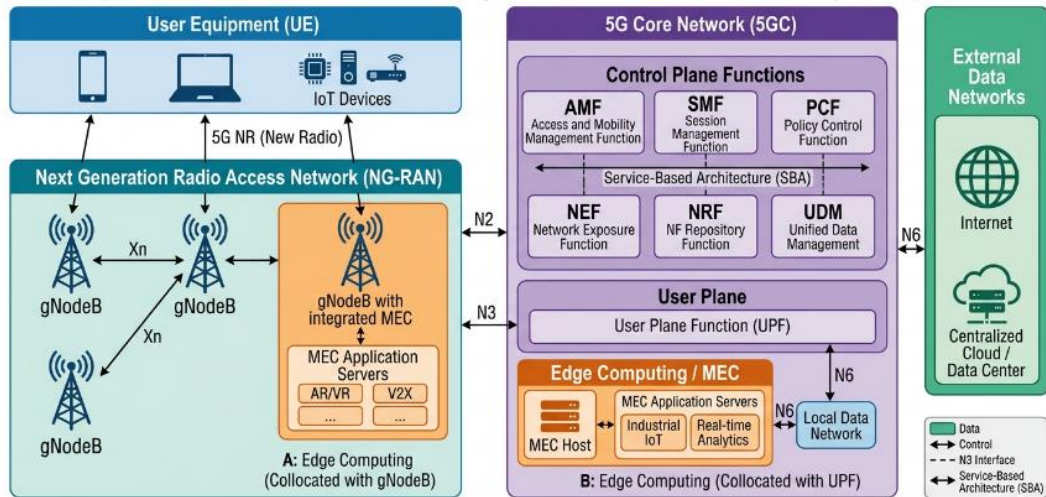 User Equipment (UE)
IoT Devices
5G NR (New Radio)
Next Generation Radio Access Network (NG-RAN)
Xn
gNodeB
gNodeB
Xn
gNodeB
gNodeB with
integrated MEC
MEC Application
Servers
AR/VR
V2X
...
...
A: Edge Computing
(Collocated with gNodeB)
N2
N3
5G Core Network (5GC)
Control Plane Functions
AMF
Access and Mobility
Management Function
SMF
Session
Management
Function
PCF
Policy Control
Function
Service-Based Architecture (SBA)
NEF
Network Exposure
Function
NRF
NF Repository
Function
UDM
Unified Data
Management
User Plane
User Plane Function (UPF)
N6
Edge Computing / MEC
MEC Host
MEC Application Servers
Industrial
IoT
Real-time
Analytics
N6
Local Data
Network
B: Edge Computing (Collocated with UPF)
N6
External
Data
Networks
Internet
Centralized
Cloud /
Data Center
Data
Control
N3 Interface
Service-Based
Architecture (SBA)